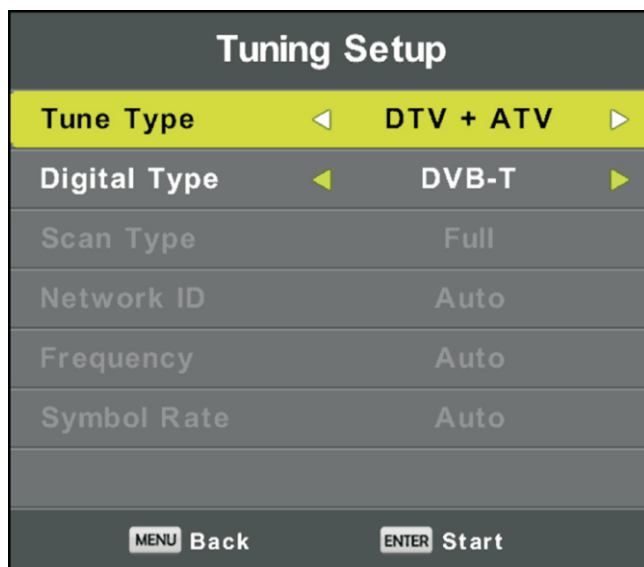 Tuning Setup
Tune Type DTV + ATV
Digital Type DVB-T
Scan Type Full
Network ID Auto
Frequency Auto
Symbol Rate Auto
MENU Back ENTER Start